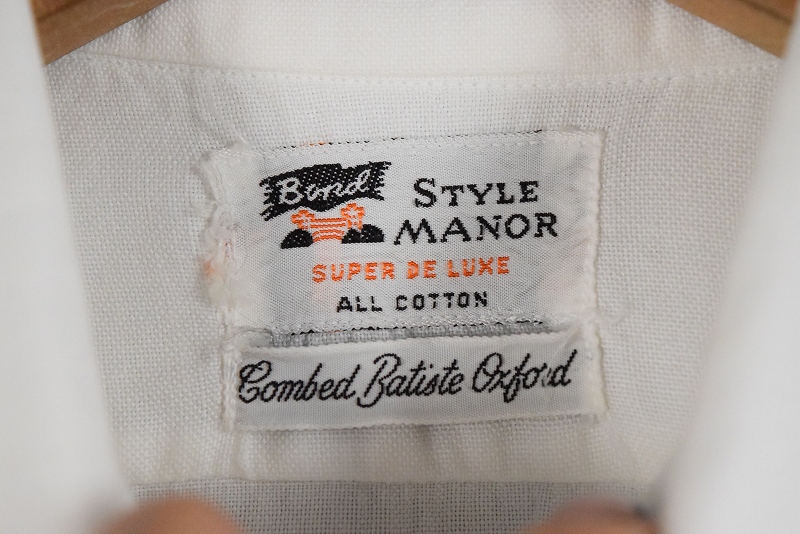 Bond
STYLE
MANOR
SUPER DE LUXE
ALL COTTON
Combed Batiste Oxford